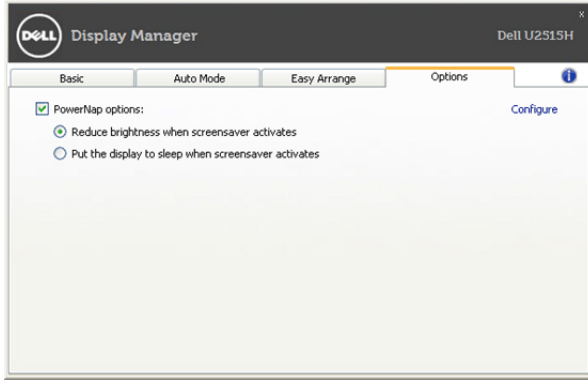 DELL Display Manager
x
Dell U2515H
Basic Auto Mode Easy Arrange Options i
PowerNap options: Configure
Reduce brightness when screensaver activates
Put the display to sleep when screensaver activates